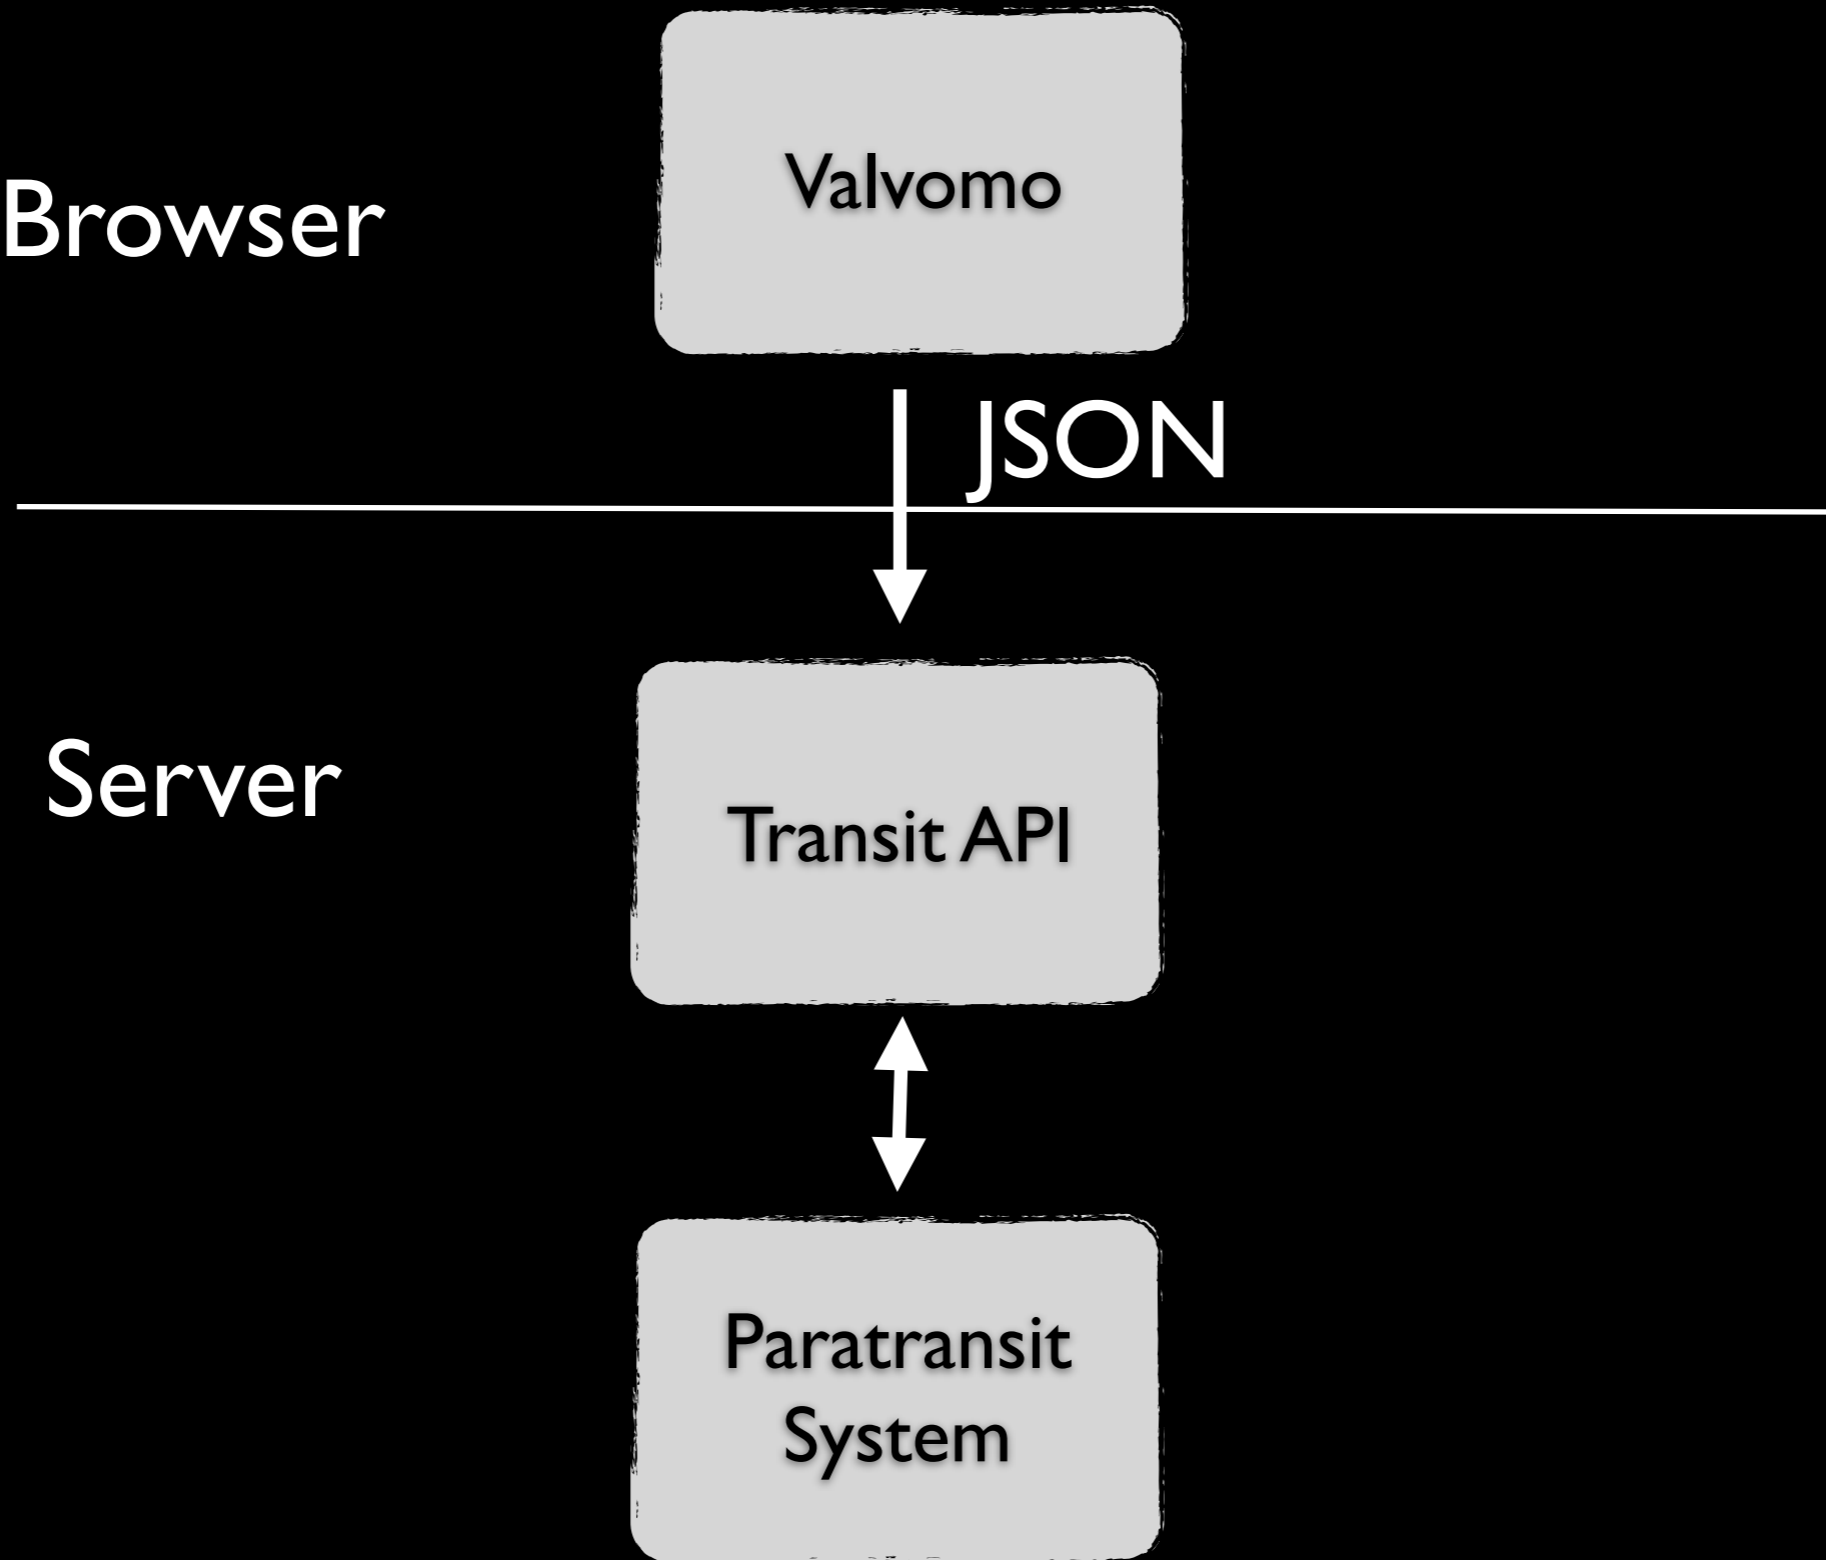 Valvomo
Browser
JSON
Server
Transit API
Paratransit
System